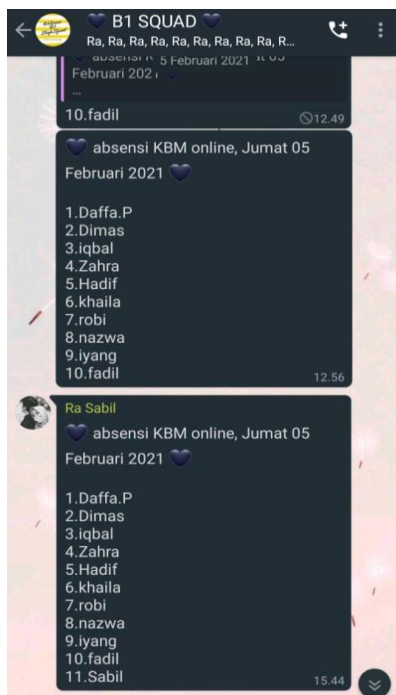 B1 SQUAD
Ra, Ra, Ra, Ra, Ra, Ra, Ra, Ra, Ra, R...
5 Februari 2021
absensi K
05
Februari 202
...
10.fadil
12.49
absensi KBM online, Jumat 05
Februari 2021
1.Daffa.P
2.Dimas
3.iqbal
4.Zahra
5.Hadif
6.khaila
7.robi
8.nazwa
9.iyang
10.fadil
12.56
Ra Sabil
absensi KBM online, Jumat 05
Februari 2021
1.Daffa.P
2.Dimas
3.iqbal
4.Zahra
5.Hadif
6.khaila
7.robi
8.nazwa
9.iyang
10.fadil
11.Sabil
15.44